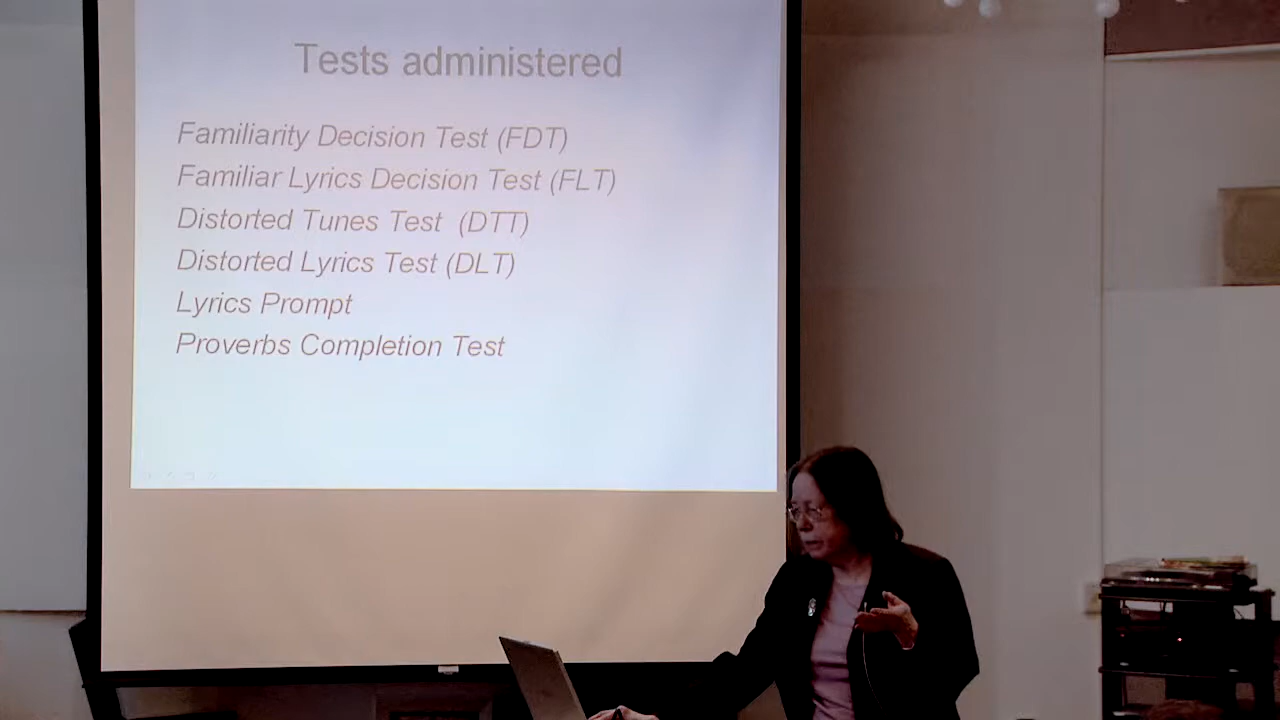 Tests administered
Familiarity Decision Test (FDT)
Familiar Lyrics Decision Test (FLT)
Distorted Tunes Test (DTT)
Distorted Lyrics Test (DLT)
Lyrics Prompt
Proverbs Completion Test